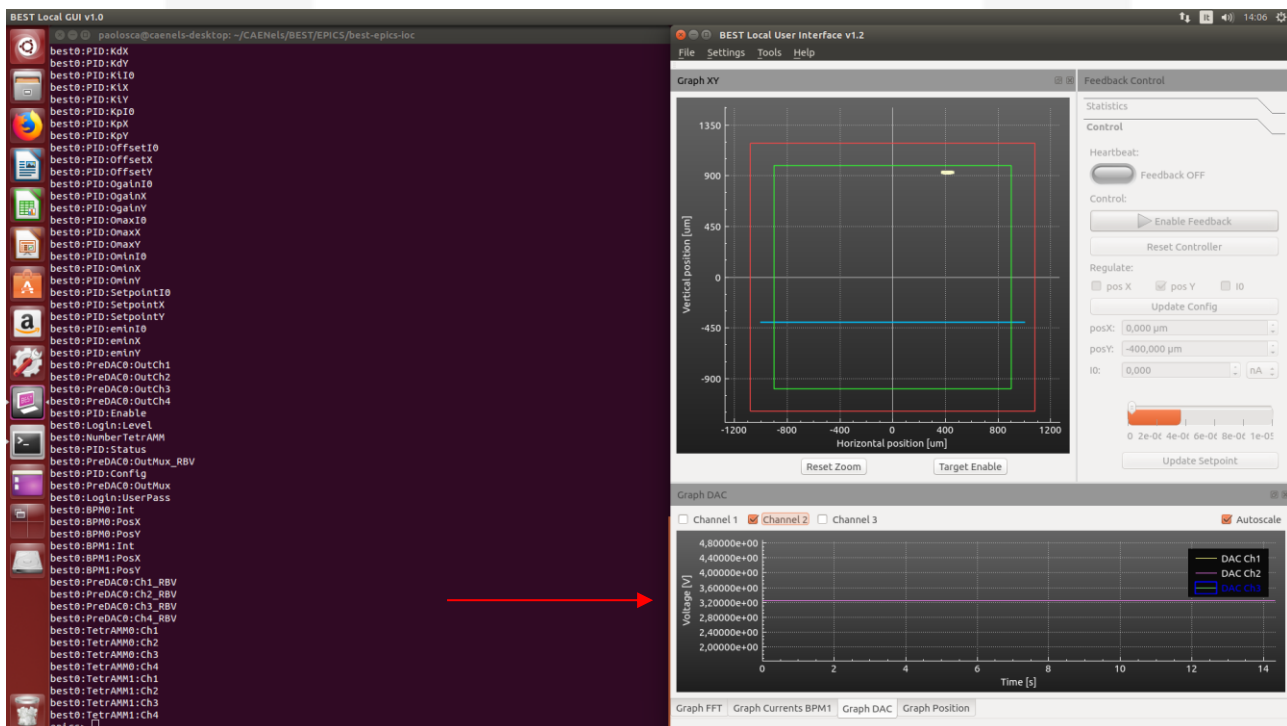 BEST Local GUI v1.0
14:06
paolosca@caenels-desktop: ~/CAENels/BEST/EPICS/best-epics-ioc
best0:PID:KdX
best0:PID:KdY
best0:PID:KiI0
best0:PID:KiX
best0:PID:KiY
best0:PID:KpI0
best0:PID:KpX
best0:PID:KpY
best0:PID:OffsetI0
best0:PID:OffsetX
best0:PID:OffsetY
best0:PID:OgainI0
best0:PID:OgainX
best0:PID:OgainY
best0:PID:OmaxI0
best0:PID:OmaxX
best0:PID:OmaxY
best0:PID:OminI0
best0:PID:OminX
best0:PID:OminY
best0:PID:SetpointI0
best0:PID:SetpointX
best0:PID:SetpointY
best0:PID:eminI0
best0:PID:eminX
best0:PID:eminY
best0:PreDAC0:OutCh1
best0:PreDAC0:OutCh2
best0:PreDAC0:OutCh3
best0:PreDAC0:OutCh4
best0:PID:Enable
best0:Login:Level
best0:NumberTetrAMM
best0:PID:Status
best0:PreDAC0:OutMux_RBV
best0:PID:Config
best0:PreDAC0:OutMux
best0:Login:UserPass
best0:BPM0:Int
best0:BPM0:PosX
best0:BPM0:PosY
best0:BPM1:Int
best0:BPM1:PosX
best0:BPM1:PosY
best0:PreDAC0:Ch1_RBV
best0:PreDAC0:Ch2_RBV
best0:PreDAC0:Ch3_RBV
best0:PreDAC0:Ch4_RBV
best0:TetrAMM0:Ch1
best0:TetrAMM0:Ch2
best0:TetrAMM0:Ch3
best0:TetrAMM0:Ch4
best0:TetrAMM1:Ch1
best0:TetrAMM1:Ch2
best0:TetrAMM1:Ch3
best0:TetrAMM1:Ch4
BEST Local User Interface v1.2
File Settings Tools Help
Graph XY
1350
900
450
0
-450
-900
Vertical position [um]
-1200 -800 -400 0 400 800 1200
Horizontal position [um]
Reset Zoom Target Enable
Feedback Control
Statistics
Control
Heartbeat:
Feedback OFF
Control:
Enable Feedback
Reset Controller
Regulate:
pos X pos Y I0
Update Config
posX: 0,000 µm
posY: -400,000 µm
I0: 0,000 nA
0 2e-06 4e-06 6e-06 8e-06 1e-05
Update Setpoint
Graph DAC
Channel 1 Channel 2 Channel 3 Autoscale
4,80000e+00
4,40000e+00
4,00000e+00
3,60000e+00
3,20000e+00
2,80000e+00
2,40000e+00
2,00000e+00
Voltage [V]
DAC Ch1
DAC Ch2
DAC Ch3
0 2 4 6 8 10 12 14
Time [s]
Graph FFT Graph Currents BPM1 Graph DAC Graph Position